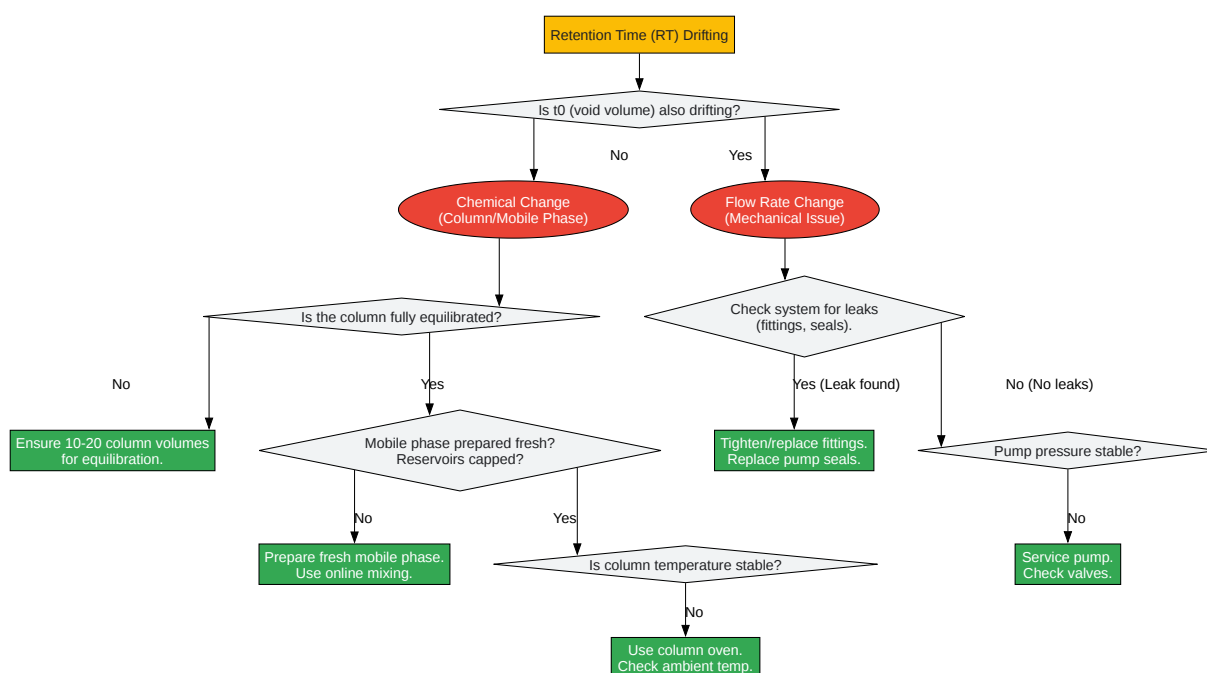 Retention Time (RT) Drifting
Is t0 (void volume) also drifting?
No
Yes
Chemical Change
(Column/Mobile Phase)
Flow Rate Change
(Mechanical Issue)
Is the column fully equilibrated?
Check system for leaks
(fittings, seals).
No
Yes
Yes (Leak found)
No (No leaks)
Ensure 10-20 column volumes
for equilibration.
Mobile phase prepared fresh?
Reservoirs capped?
Tighten/replace fittings.
Replace pump seals.
Pump pressure stable?
No
Yes
No
Prepare fresh mobile phase.
Use online mixing.
Is column temperature stable?
Service pump.
Check valves.
No
Use column oven.
Check ambient temp.